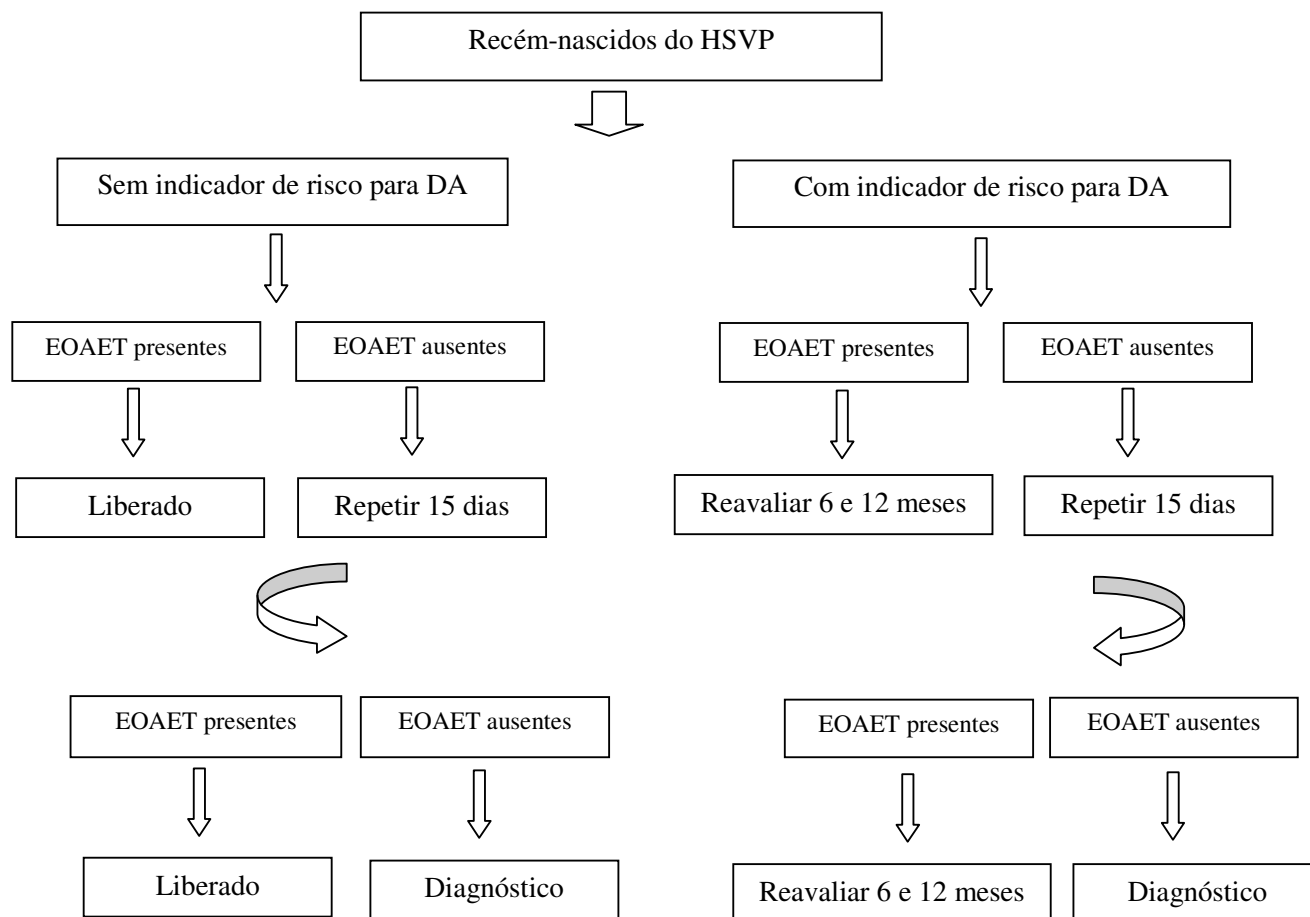 Recém-nascidos do HSVP
Sem indicador de risco para DA
Com indicador de risco para DA
EOAET presentes
EOAET ausentes
EOAET presentes
EOAET ausentes
Liberado
Repetir 15 dias
Reavaliar 6 e 12 meses
Repetir 15 dias
EOAET presentes
EOAET ausentes
EOAET presentes
EOAET ausentes
Liberado
Diagnóstico
Reavaliar 6 e 12 meses
Diagnóstico